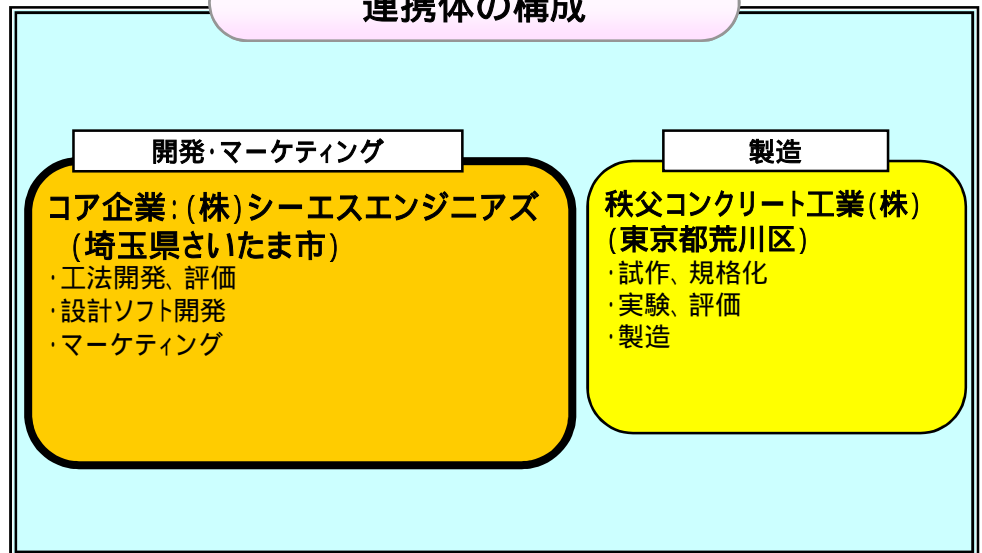 連携体の構成
開発・マーケティング
コア企業:(株)シーエスエンジニアズ
(埼玉県さいたま市)
・工法開発、評価
・設計ソフト開発
・マーケティング
製造
秩父コンクリート工業(株)
(東京都荒川区)
・試作、規格化
・実験、評価
・製造